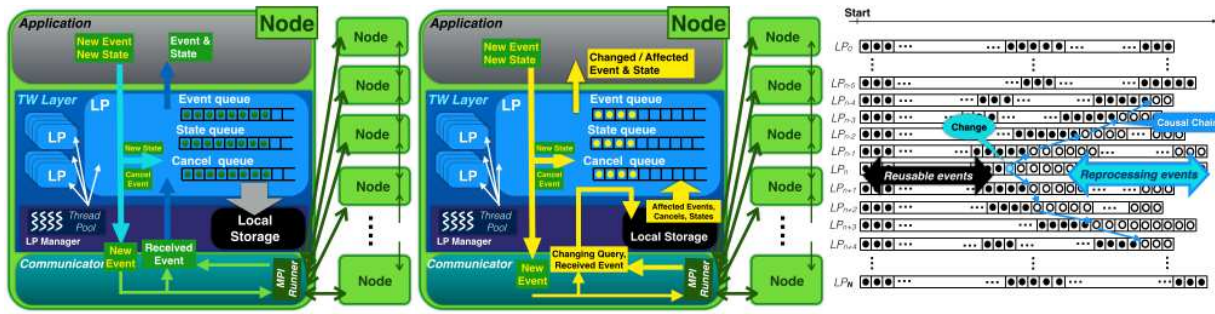 Application
Node
New Event
New State
Event &
State
TW Layer
LP
Event queue
State queue
New State
Cancel queue
Cancel
Event
LP
LP
Thread
Pool
LP Manager
Local
Storage
Communicator
New
Event
Received
Event
MPI
Runner
Node
Node
Node
Node
Node
Application
Node
New Event
New State
Changed / Affected
Event & State
TW Layer
LP
Event queue
State queue
New State
Cancel queue
Cancel
Event
LP
LP
Affected Events,
Cancels, States
Thread
Pool
LP Manager
Local Storage
Communicator
New
Event
Changing Query,
Received Event
MPI
Runner
Node
Node
Node
Node
Node
Start
LP0
LPn-5
LPn-4
LPn-3
Causal Chain
Change
LPn-2
LPn-1
LPn
Reusable events
Reprocessing events
LPn+1
LPn+2
LPn+3
LPn+4
LPN